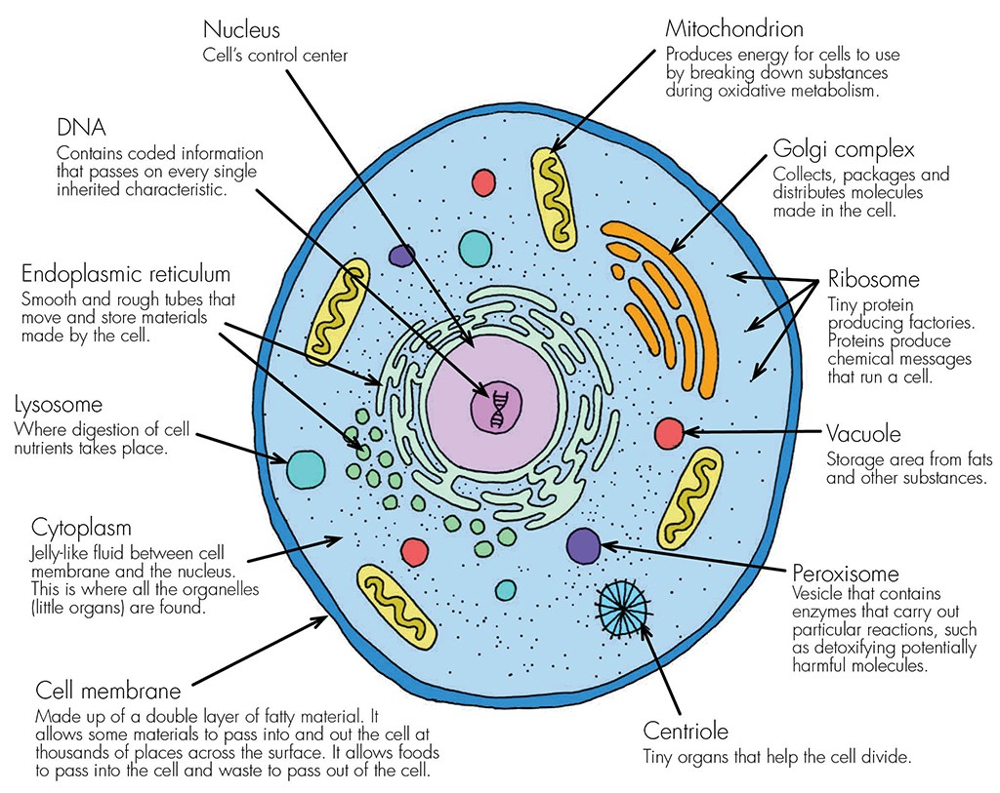 Nucleus
Cell's control center
Mitochondrion
Produces energy for cells to use
by breaking down substances
during oxidative metabolism.
DNA
Contains coded information
that passes on every single
inherited characteristic.
Golgi complex
Collects, packages and
distributes molecules
made in the cell.
Endoplasmic reticulum
Smooth and rough tubes that
move and store materials
made by the cell.
Ribosome
Tiny protein
producing factories.
Proteins produce
chemical messages
that run a cell.
Lysosome
Where digestion of cell
nutrients takes place.
Vacuole
Storage area from fats
and other substances.
Cytoplasm
Jelly-like fluid between cell
membrane and the nucleus.
This is where all the organelles
(little organs) are found.
Peroxisome
Vesicle that contains
enzymes that carry out
particular reactions, such
as detoxifying potentially
harmful molecules.
Cell membrane
Made up of a double layer of fatty material. It
allows some materials to pass into and out the cell at
thousands of places across the surface. It allows foods
to pass into the cell and waste to pass out of the cell.
Centriole
Tiny organs that help the cell divide.